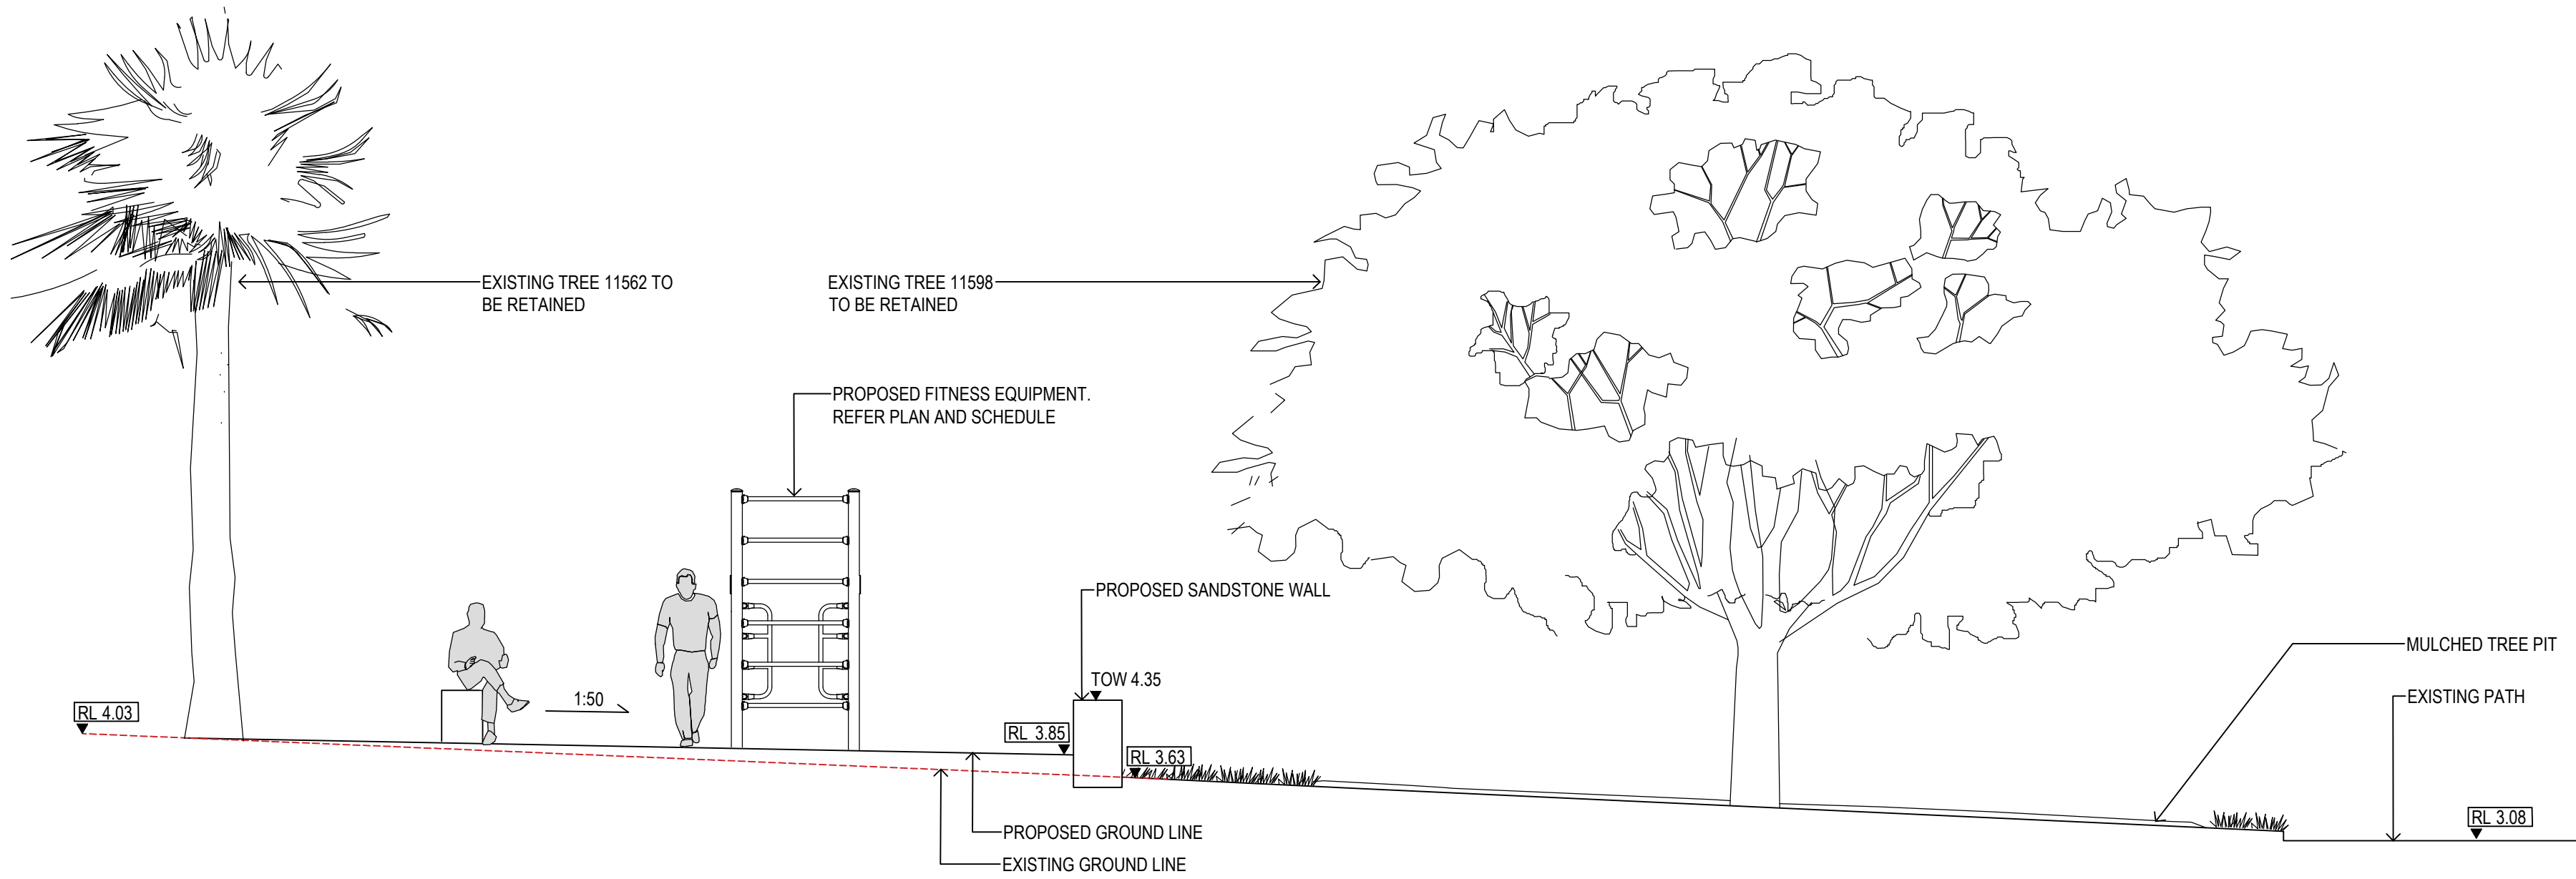 EXISTING TREE 11562 TO
BE RETAINED
EXISTING TREE 11598
TO BE RETAINED
PROPOSED FITNESS EQUIPMENT.
REFER PLAN AND SCHEDULE
PROPOSED SANDSTONE WALL
MULCHED TREE PIT
TOW 4.35
EXISTING PATH
1:50
RL 4.03
RL 3.85
RL 3.63
RL 3.08
PROPOSED GROUND LINE
EXISTING GROUND LINE